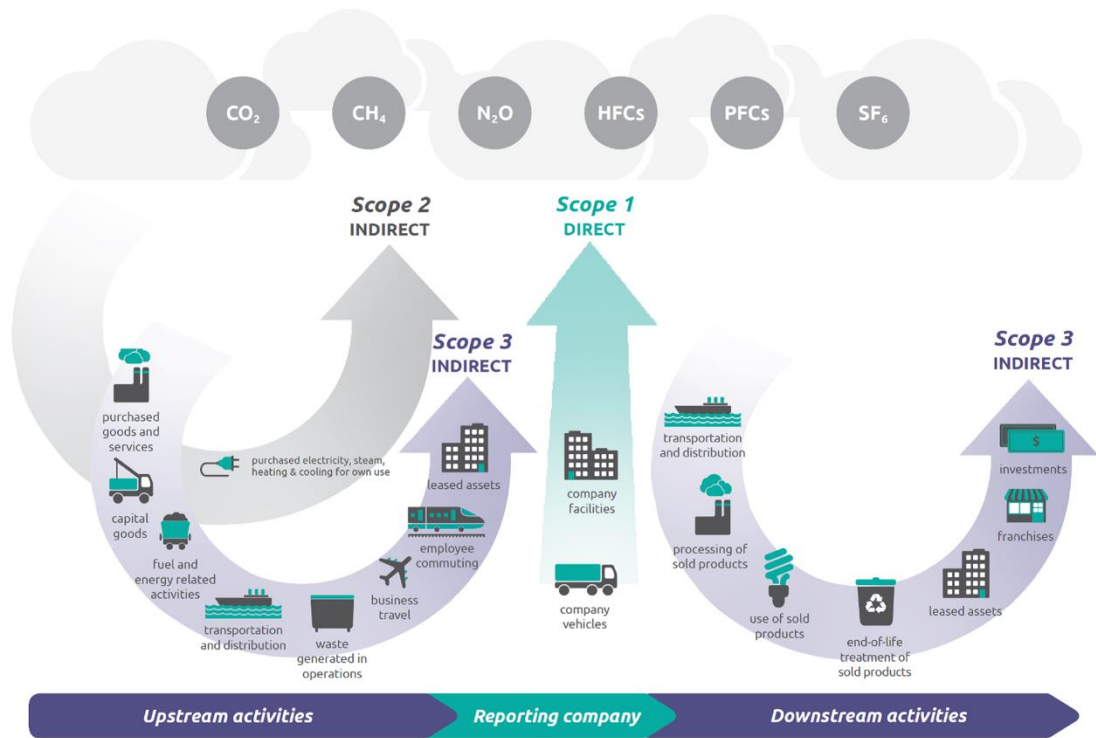 CO₂
CH₄
N₂O
HFCs
PFCs
SF₆
Scope 2
INDIRECT
Scope 1
DIRECT
Scope 3
INDIRECT
Scope 3
INDIRECT
purchased
goods and
services
capital
goods
fuel and
energy related
activities
transportation
and distribution
waste
generated in
operations
business
travel
employee
commuting
leased assets
purchased electricity, steam,
heating & cooling for own use
company
facilities
company
vehicles
transportation
and distribution
processing of
sold products
use of sold
products
end-of-life
treatment of
sold products
leased assets
franchises
investments
$
Upstream activities
Reporting company
Downstream activities